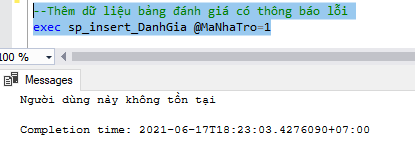 --Thêm dữ liệu bảng đánh giá có thông báo lỗi
exec sp_insert_DanhGia @MaNhaTro=1
100 %
Messages
Người dùng này không tồn tại
Completion time: 2021-06-17T18:23:03.4276090+07:00